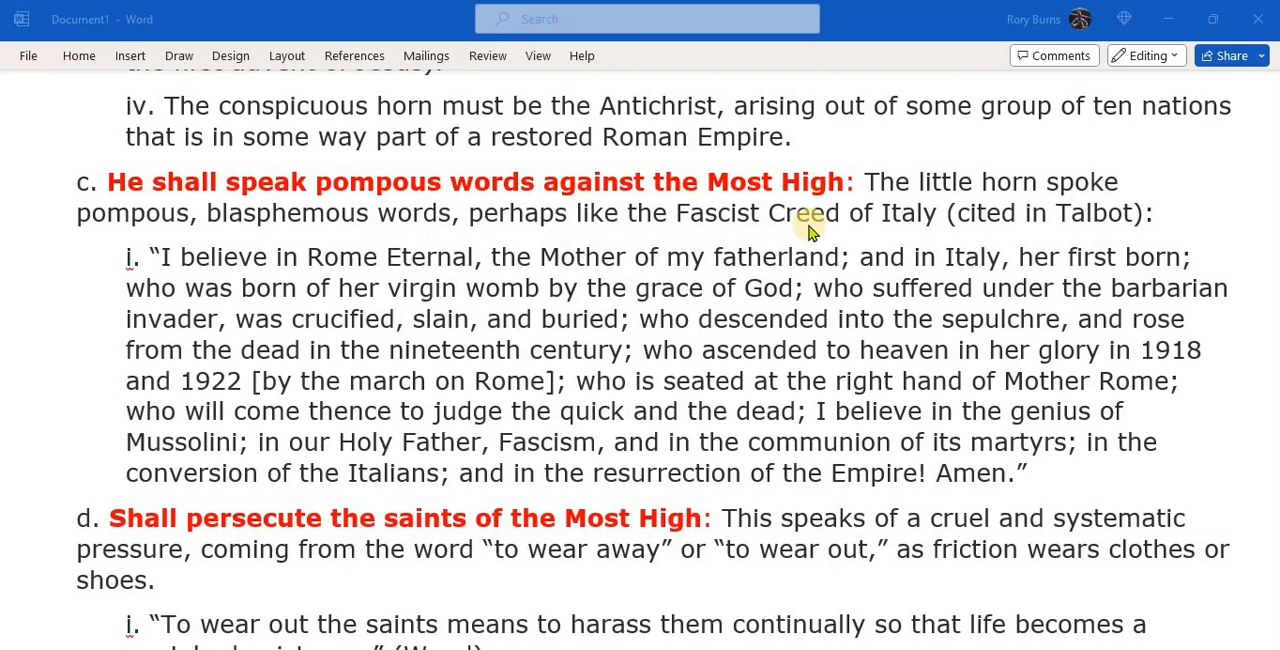 Document1 - Word
Search
Rory Burns
File Home Insert Draw Design Layout References Mailings Review View Help
Comments Editing Share
the first advent of Jesus).
iv. The conspicuous horn must be the Antichrist, arising out of some group of ten nations
that is in some way part of a restored Roman Empire.
c. He shall speak pompous words against the Most High: The little horn spoke
pompous, blasphemous words, perhaps like the Fascist Creed of Italy (cited in Talbot):
i. “I believe in Rome Eternal, the Mother of my fatherland; and in Italy, her first born;
who was born of her virgin womb by the grace of God; who suffered under the barbarian
invader, was crucified, slain, and buried; who descended into the sepulchre, and rose
from the dead in the nineteenth century; who ascended to heaven in her glory in 1918
and 1922 [by the march on Rome]; who is seated at the right hand of Mother Rome;
who will come thence to judge the quick and the dead; I believe in the genius of
Mussolini; in our Holy Father, Fascism, and in the communion of its martyrs; in the
conversion of the Italians; and in the resurrection of the Empire! Amen.”
d. Shall persecute the saints of the Most High: This speaks of a cruel and systematic
pressure, coming from the word “to wear away” or “to wear out,” as friction wears clothes or
shoes.
i. “To wear out the saints means to harass them continually so that life becomes a